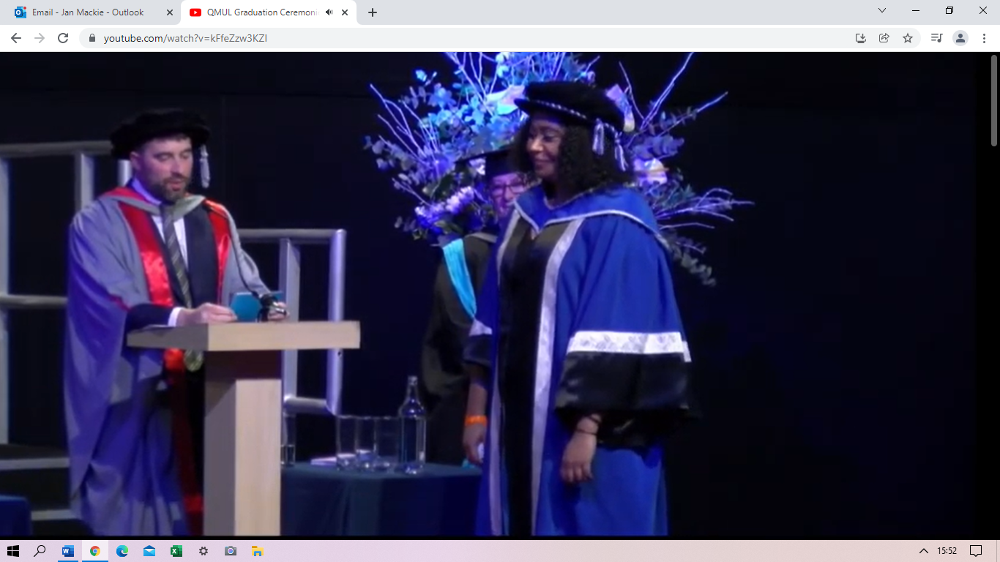 Email - Jan Mackie - Outlook
QMUL Graduation Ceremoni
youtube.com/watch?v=kFfeZzw3KZI
15:52